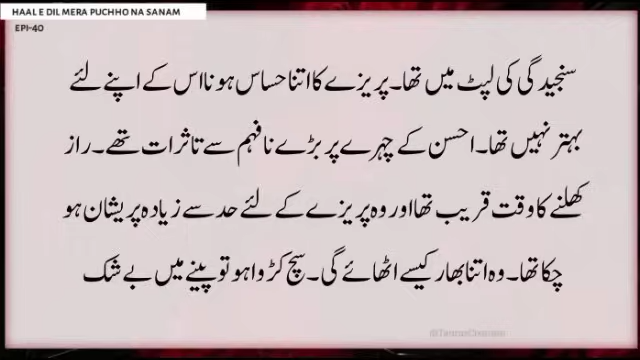 HAAL E DIL MERA PUCHHO NA SANAM
EPI-40
سنجیدگی کی لپٹ میں تھا۔ پریزے کا اتنا حساس ہونا اس کے اپنے لئے
بہتر نہیں تھا۔ احسن کے چہرے پر بڑے نافہم سے تاثرات تھے۔ راز
کھلنے کا وقت قریب تھا اور وہ پریزے کے لئے حد سے زیادہ پریشان ہو
چکا تھا۔ وہ اتنا بھار کیسے اٹھائے گی۔ سچ کڑوا ہو تو پینے میں بے شک